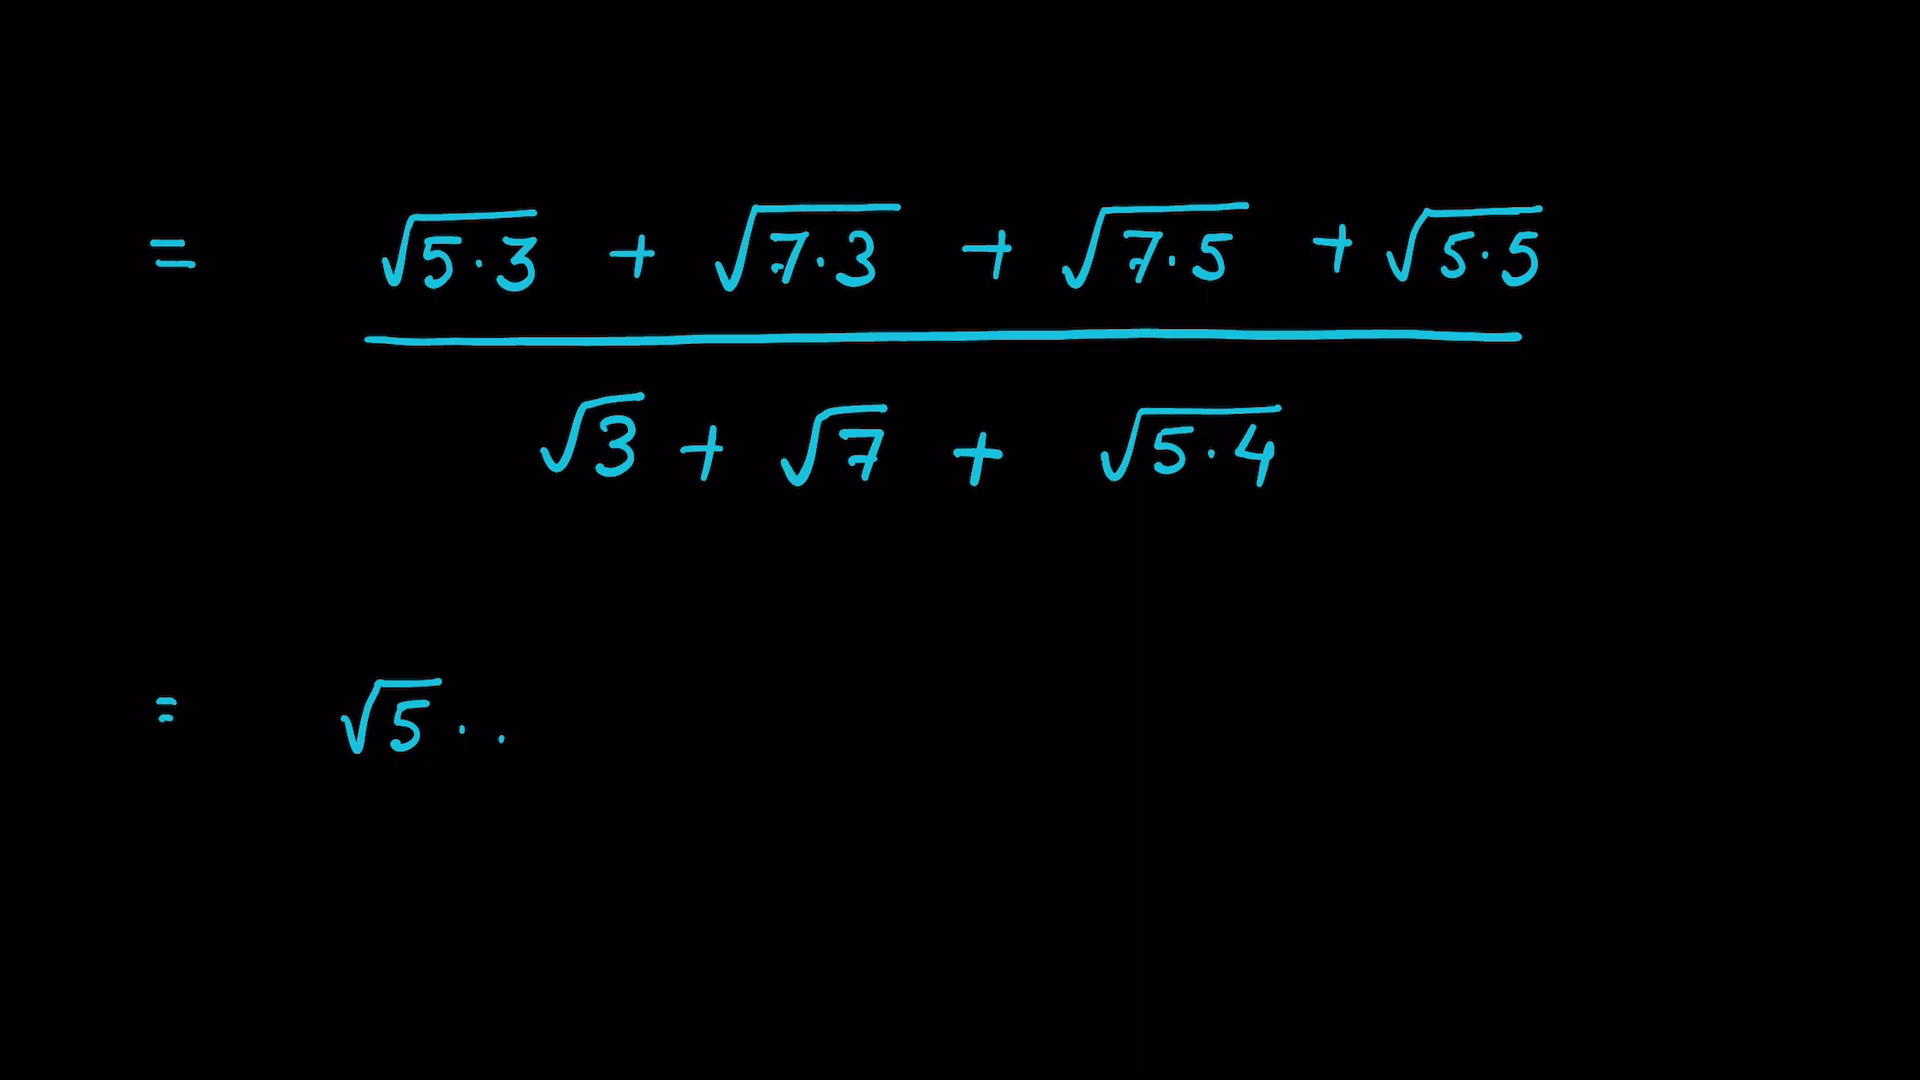 = √5·3 + √7·3 + √7·5 + √5·5
√3 + √7 + √5·4
= √5 · .